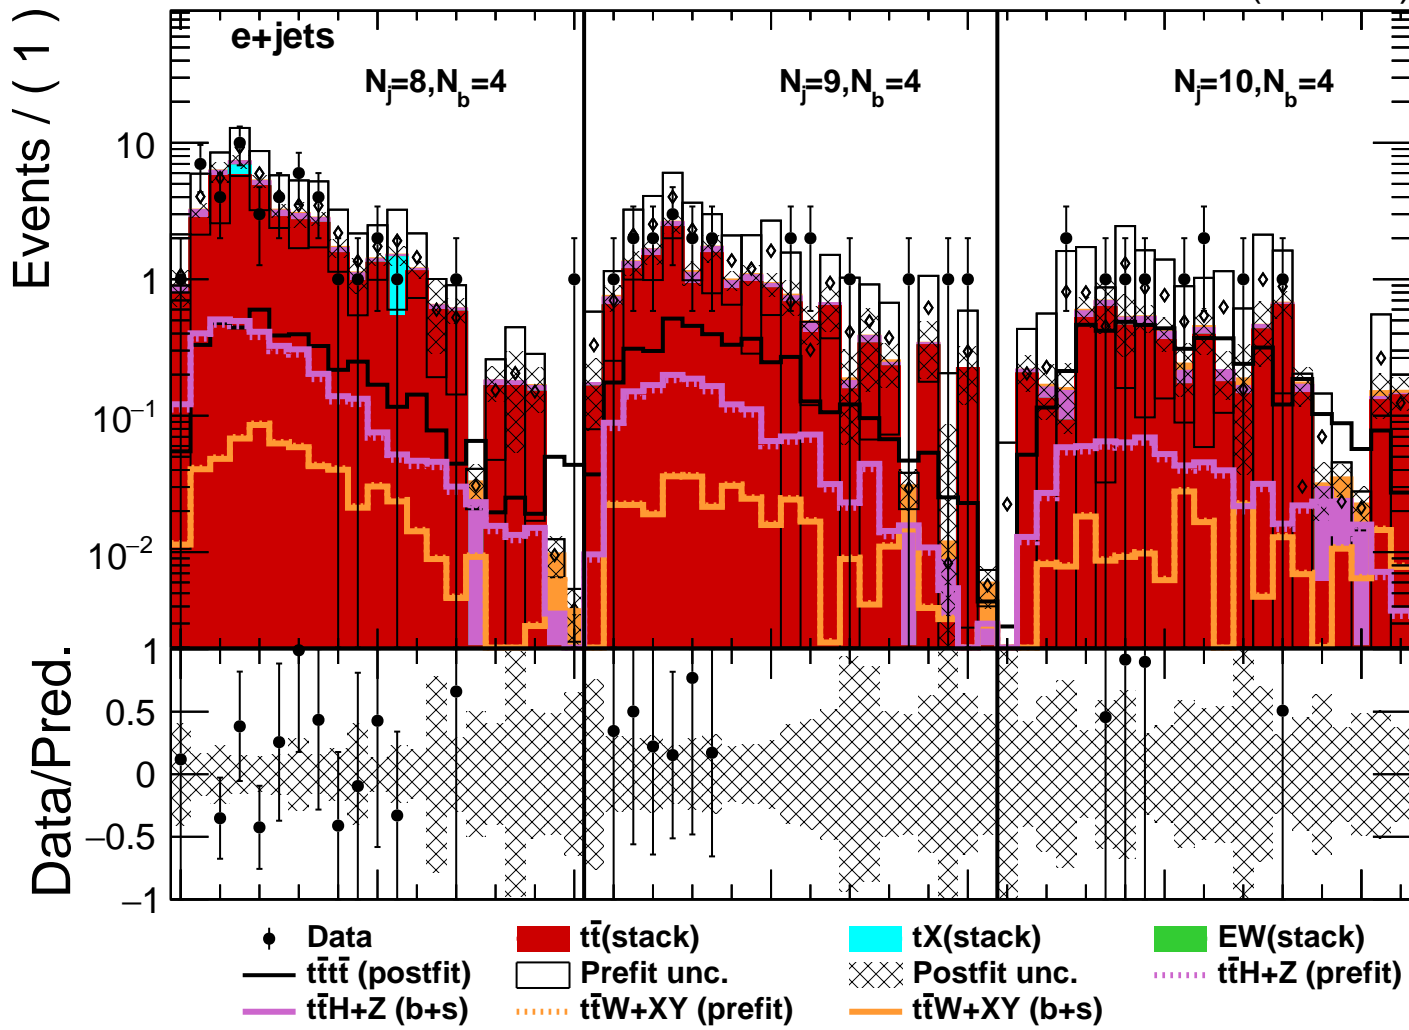 e+jets
N_j=8,N_b=4
N_j=9,N_b=4
N_j=10,N_b=4
Events / ( 1 )
10
1
10⁻¹
10⁻²
Data/Pred.
1
0.5
0
−0.5
−1
Data
tt̄(stack)
tX(stack)
EW(stack)
tt̄tt̄ (postfit)
Prefit unc.
Postfit unc.
tt̄H+Z (prefit)
tt̄H+Z (b+s)
tt̄W+XY (prefit)
tt̄W+XY (b+s)